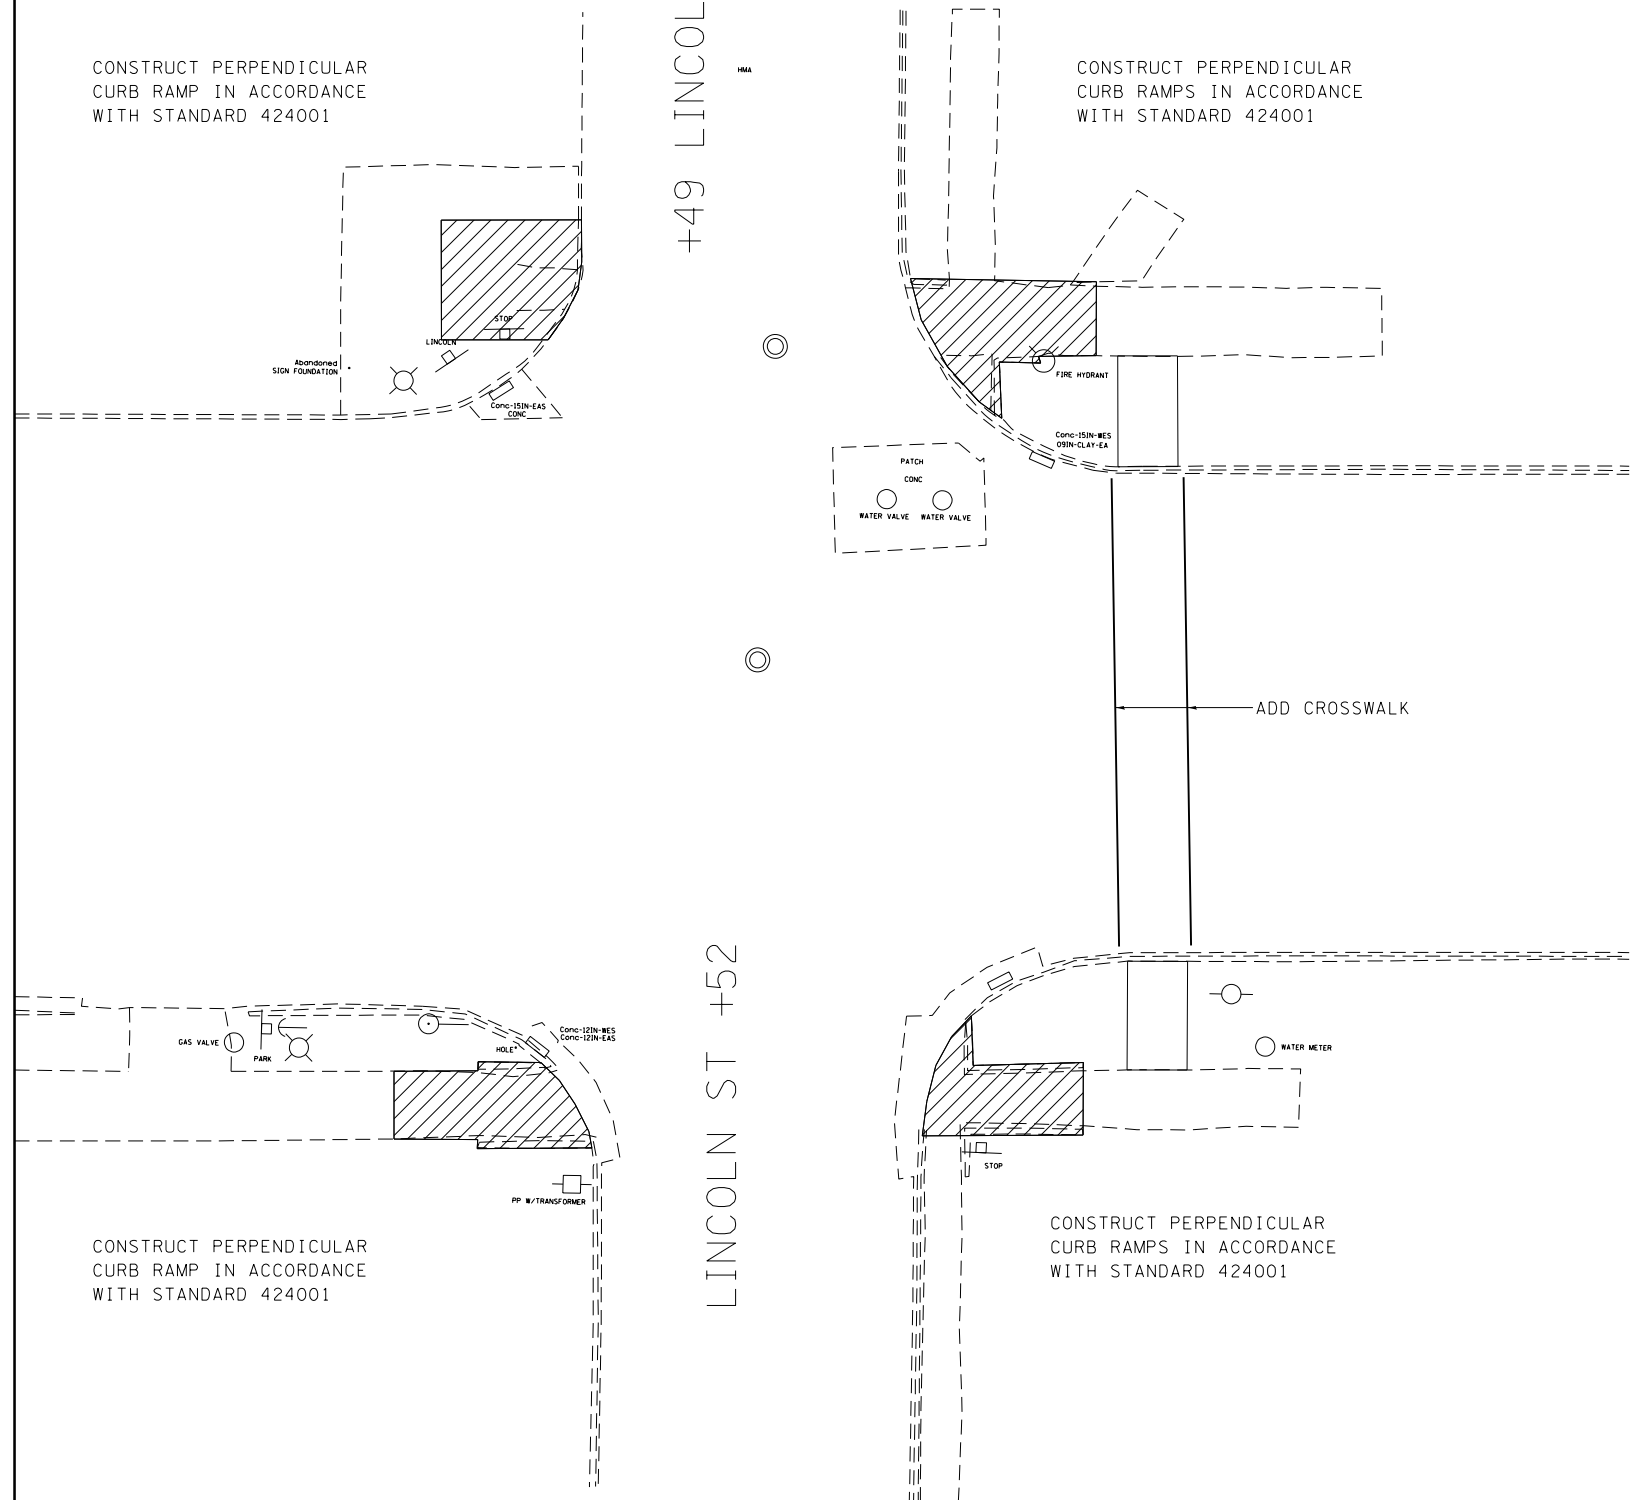 CONSTRUCT PERPENDICULAR
CURB RAMP IN ACCORDANCE
WITH STANDARD 424001
+49 LINCOL
HMA
CONSTRUCT PERPENDICULAR
CURB RAMPS IN ACCORDANCE
WITH STANDARD 424001
STOP
LINCOLN
Abandoned
SIGN FOUNDATION
Conc-15IN-EAS
CONC
FIRE HYDRANT
Conc-15IN-WES
09IN-CLAY-EA
PATCH
CONC
WATER VALVE
WATER VALVE
ADD CROSSWALK
LINCOLN ST +52
GAS VALVE
PARK
HOLE
Conc-12IN-WES
Conc-12IN-EAS
WATER METER
STOP
PP W/TRANSFORMER
CONSTRUCT PERPENDICULAR
CURB RAMP IN ACCORDANCE
WITH STANDARD 424001
CONSTRUCT PERPENDICULAR
CURB RAMPS IN ACCORDANCE
WITH STANDARD 424001